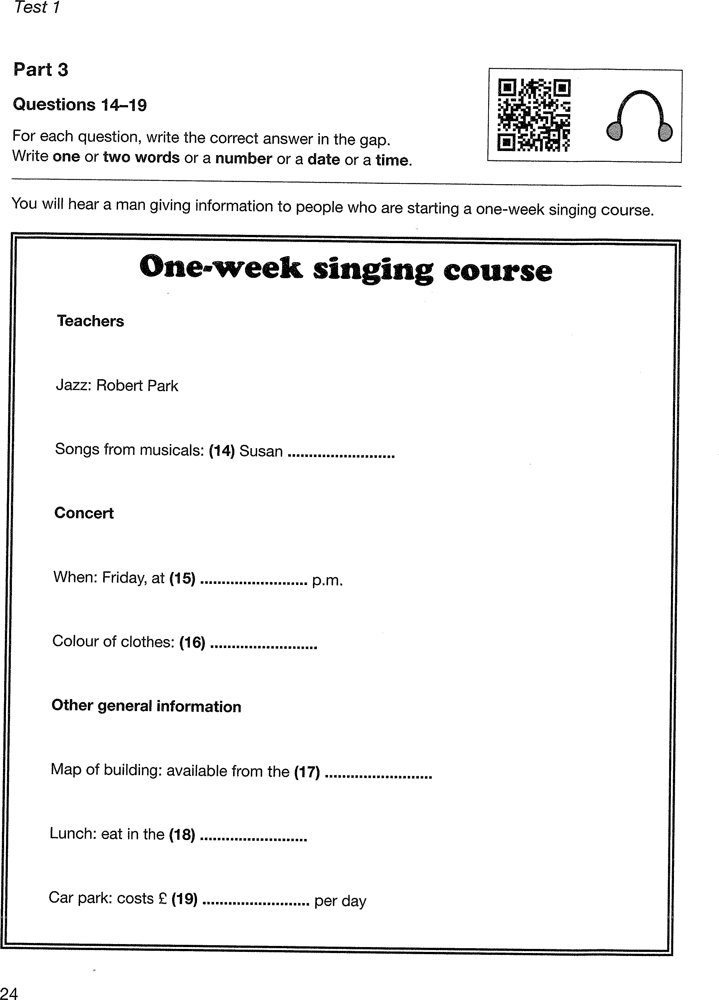 Test 1
Part 3
Questions 14–19
For each question, write the correct answer in the gap.
Write one or two words or a number or a date or a time.
You will hear a man giving information to people who are starting a one-week singing course.
One-week singing course
Teachers
Jazz: Robert Park
Songs from musicals: (14) Susan .........................
Concert
When: Friday, at (15) ......................... p.m.
Colour of clothes: (16) .........................
Other general information
Map of building: available from the (17) .........................
Lunch: eat in the (18) .........................
Car park: costs £ (19) ......................... per day
24